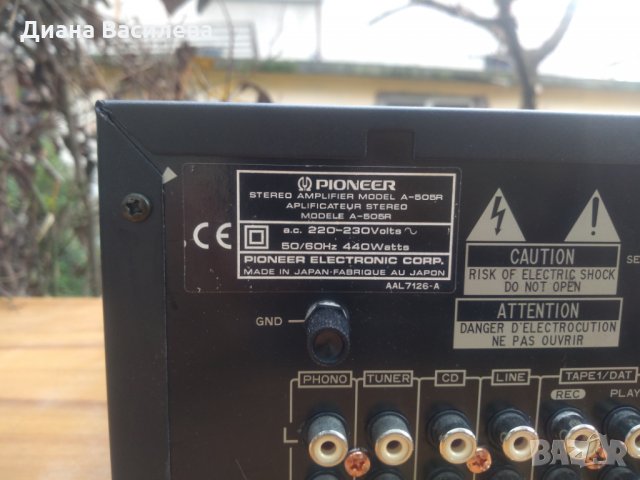 Диана Василева
PIONEER
STEREO AMPLIFIER MODEL A-505R
APLIFICATEUR STEREO
MODELE A-505R
a.c. 220-230Volts ~
50/60Hz 440Watts
PIONEER ELECTRONIC CORP.
MADE IN JAPAN-FABRIQUE AU JAPON
AAL7126-A
CE
CAUTION
RISK OF ELECTRIC SHOCK
DO NOT OPEN
ATTENTION
DANGER D'ELECTROCUTION
NE PAS OUVRIR
SE
GND
PHONO
TUNER
CD
LINE
TAPE1/DAT
REC
PLAY
L
BAZAR